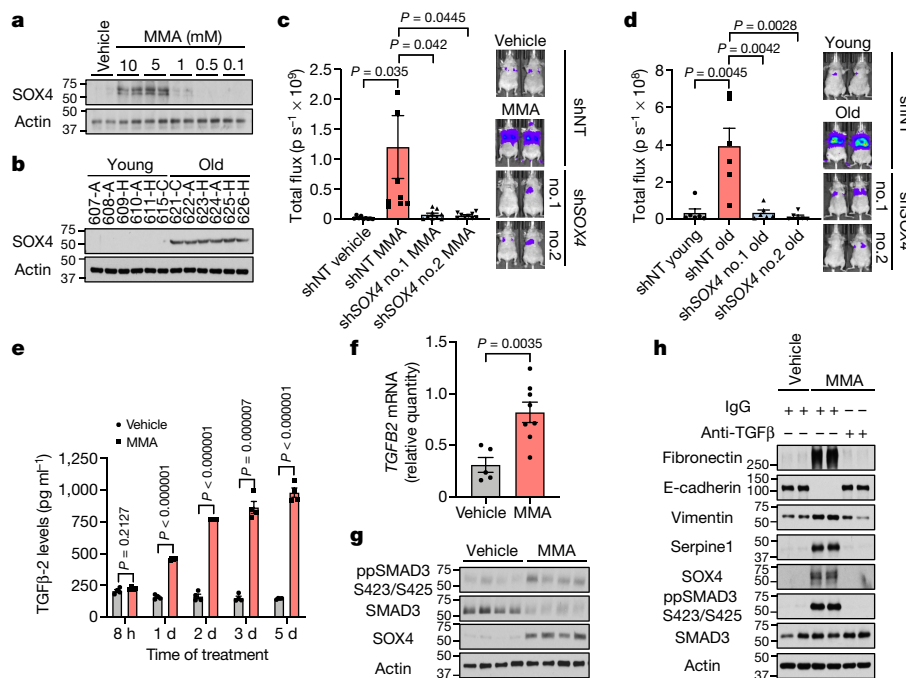 a
Vehicle
MMA (mM)
10 5 1 0.5 0.1
SOX4
75
50
Actin
50
37
b
Young Old
607-A
608-A
609-H
610-A
611-H
615-C
621-C
622-A
623-H
624-A
625-H
626-H
SOX4
75
50
Actin
50
37
c
P = 0.0445
P = 0.042
P = 0.035
Total flux (p s⁻¹ × 10⁹)
2.5
2.0
1.5
1.0
0.5
0
shNT vehicle
shNT MMA
shSOX4 no.1 MMA
shSOX4 no.2 MMA
Vehicle
MMA
shNT
no.1
no.2
shSOX4
d
P = 0.0028
P = 0.0042
P = 0.0045
Total flux (p s⁻¹ × 10⁸)
8
6
4
2
0
shNT young
shNT old
shSOX4 no.1 old
shSOX4 no.2 old
Young
Old
shNT
no.1
no.2
shSOX4
e
Vehicle
MMA
P = 0.2127
P < 0.000001
P < 0.000001
P = 0.000007
P < 0.000001
TGFβ-2 levels (pg ml⁻¹)
1,250
1,000
750
500
250
0
8 h 1 d 2 d 3 d 5 d
Time of treatment
f
P = 0.0035
TGFB2 mRNA
(relative quantity)
1.5
1.0
0.5
0
Vehicle MMA
g
Vehicle MMA
ppSMAD3
S423/S425
75
50
SMAD3
75
50
SOX4
75
50
Actin
50
37
h
Vehicle
MMA
IgG + + + + – –
Anti-TGFβ – – – – + +
Fibronectin
250
E-cadherin
150
100
Vimentin
75
50
Serpine1
50
37
SOX4
75
50
ppSMAD3
S423/S425
75
50
SMAD3
75
50
Actin
50
37